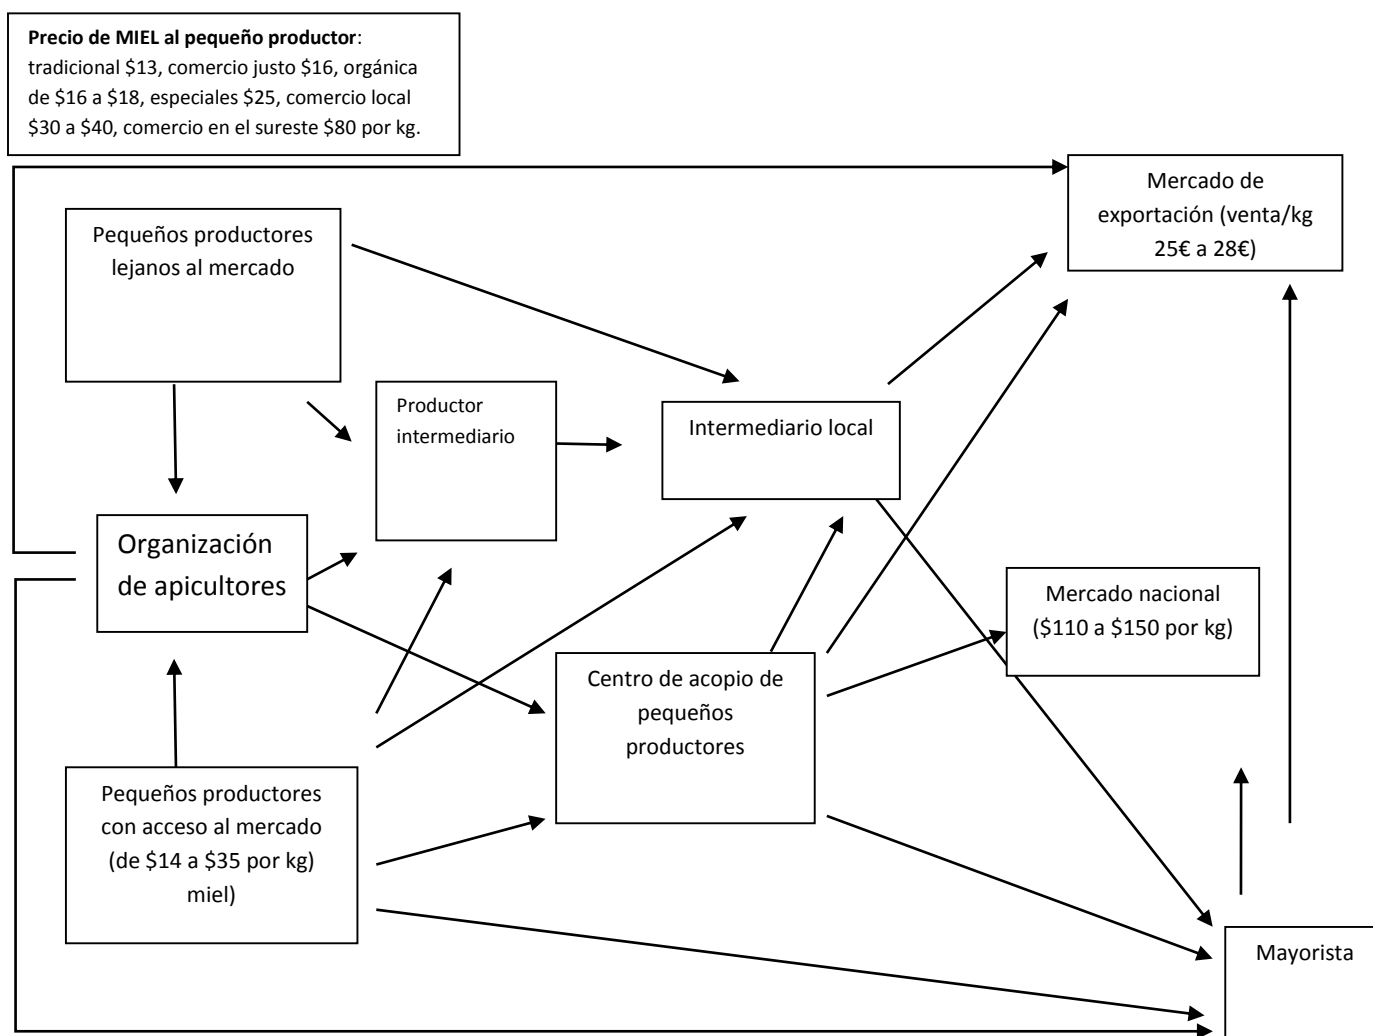 Precio de MIEL al pequeño productor:
tradicional $13, comercio justo $16, orgánica
de $16 a $18, especiales $25, comercio local
$30 a $40, comercio en el sureste $80 por kg.
Mercado de
exportación (venta/kg
25€ a 28€)
Pequeños productores
lejanos al mercado
Productor
intermediario
Intermediario local
Organización
de apicultores
Mercado nacional
($110 a $150 por kg)
Centro de acopio de
pequeños
productores
Pequeños productores
con acceso al mercado
(de $14 a $35 por kg)
miel)
Mayorista